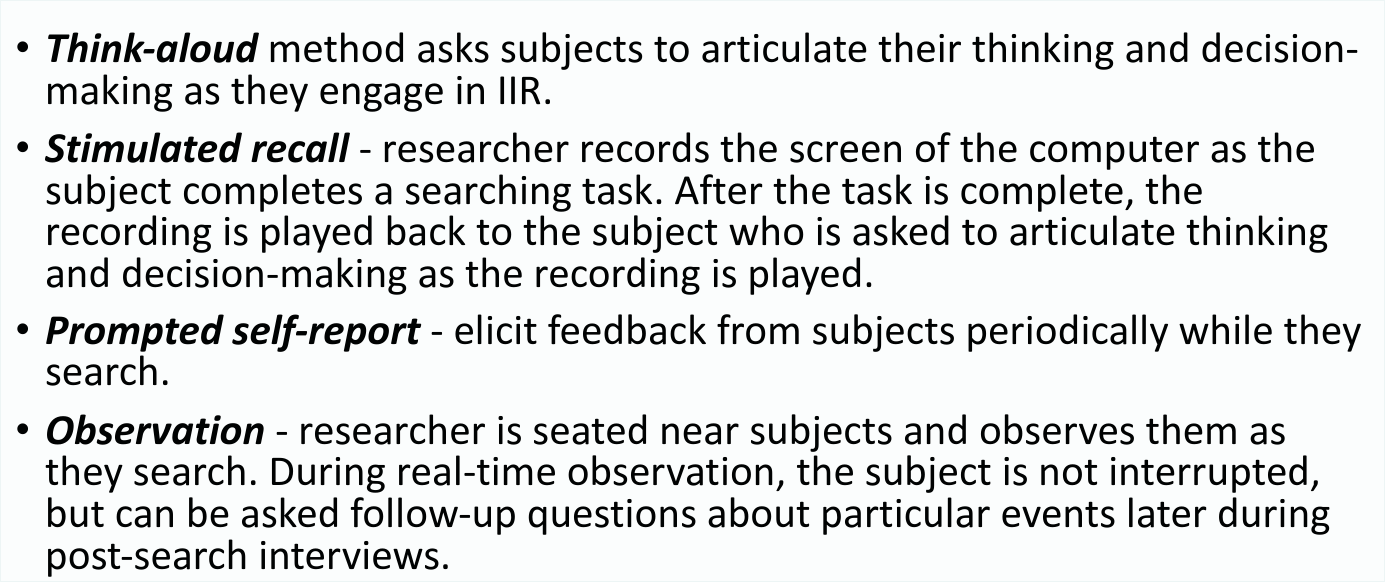 • Think-aloud method asks subjects to articulate their thinking and decision-
making as they engage in IIR.
• Stimulated recall - researcher records the screen of the computer as the
subject completes a searching task. After the task is complete, the
recording is played back to the subject who is asked to articulate thinking
and decision-making as the recording is played.
• Prompted self-report - elicit feedback from subjects periodically while they
search.
• Observation - researcher is seated near subjects and observes them as
they search. During real-time observation, the subject is not interrupted,
but can be asked follow-up questions about particular events later during
post-search interviews.